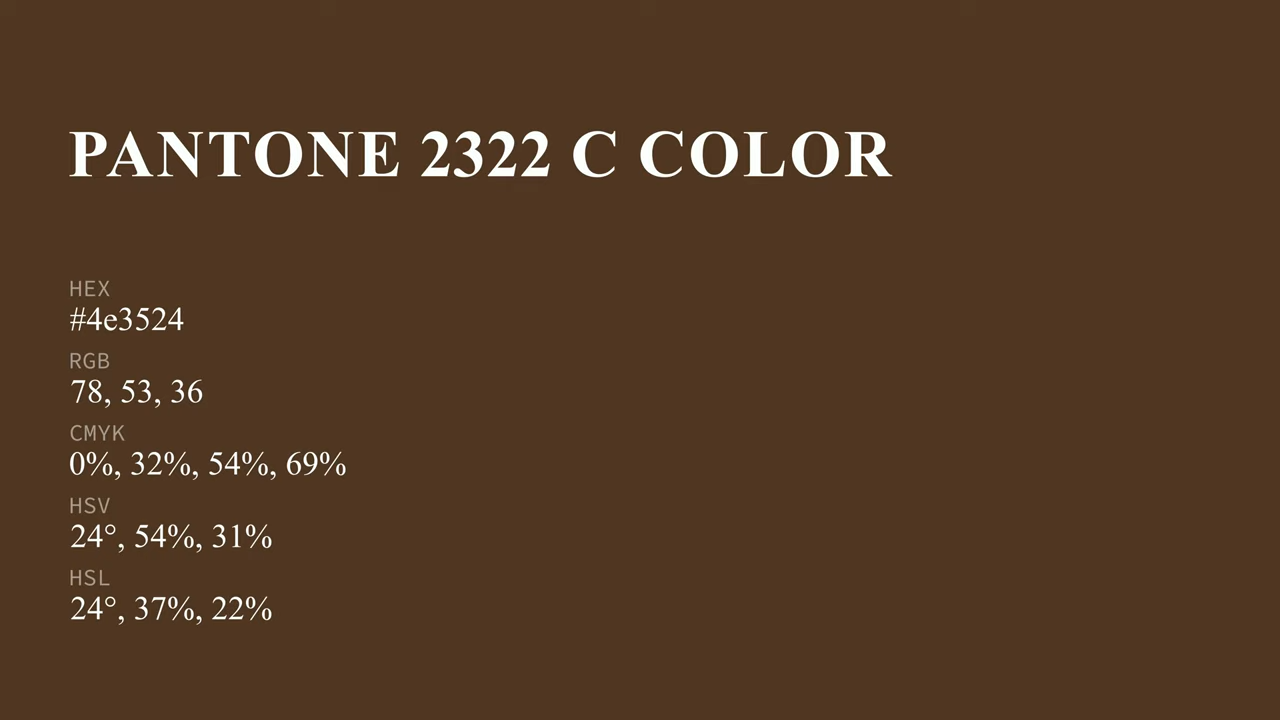 PANTONE 2322 C COLOR
HEX
#4e3524
RGB
78, 53, 36
CMYK
0%, 32%, 54%, 69%
HSV
24°, 54%, 31%
HSL
24°, 37%, 22%